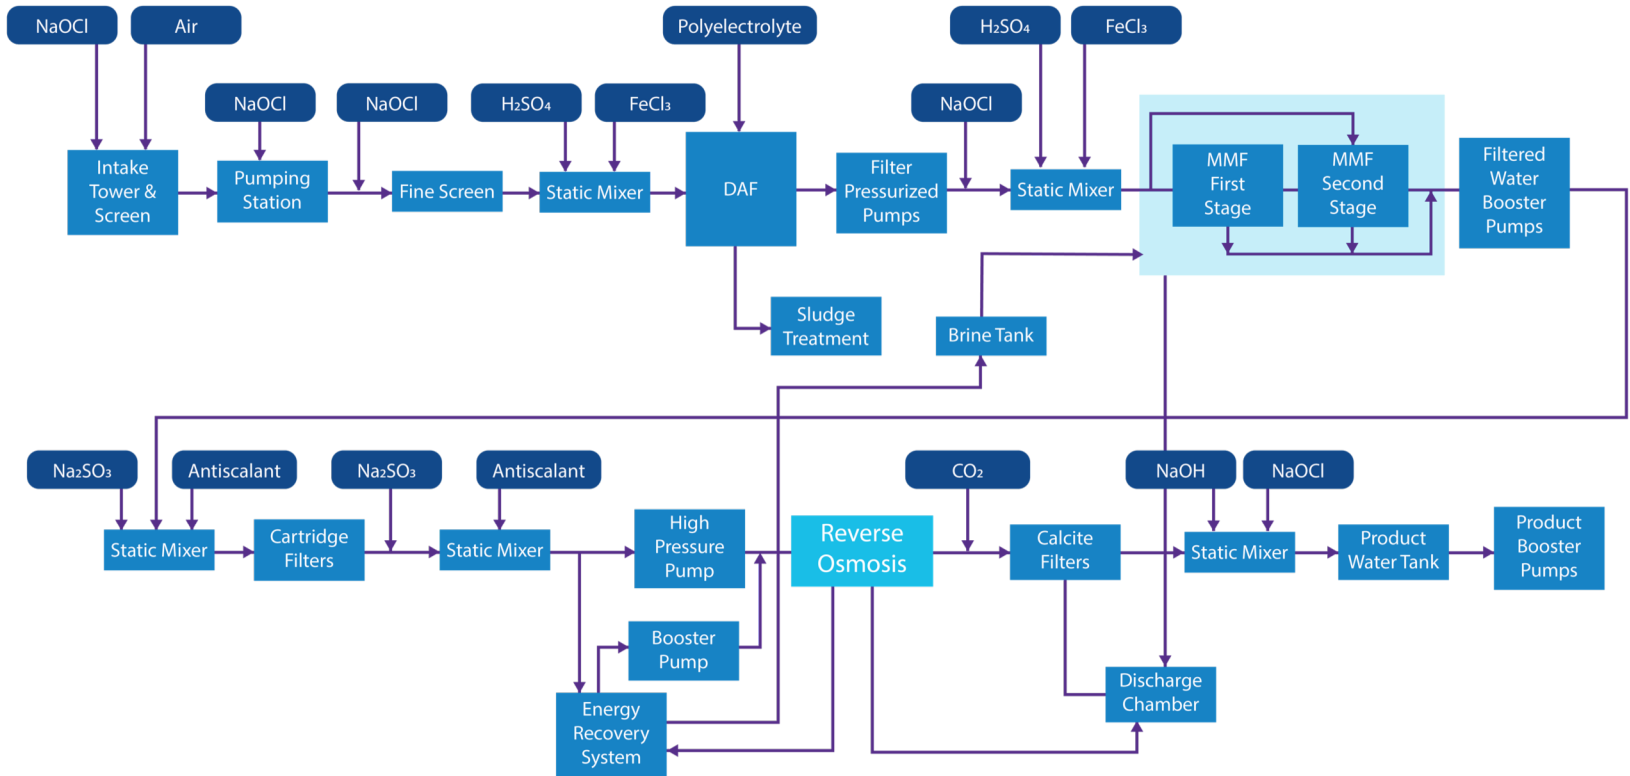 NaOCl
Air
Polyelectrolyte
H₂SO₄
FeCl₃
NaOCl
NaOCl
H₂SO₄
FeCl₃
NaOCl
Intake
Tower &
Screen
Pumping
Station
Fine Screen
Static Mixer
DAF
Filter
Pressurized
Pumps
Static Mixer
MMF
First
Stage
MMF
Second
Stage
Filtered
Water
Booster
Pumps
Sludge
Treatment
Brine Tank
Na₂SO₃
Antiscalant
Na₂SO₃
Antiscalant
CO₂
NaOH
NaOCl
Static Mixer
Cartridge
Filters
Static Mixer
High
Pressure
Pump
Reverse
Osmosis
Calcite
Filters
Static Mixer
Product
Water Tank
Product
Booster
Pumps
Booster
Pump
Energy
Recovery
System
Discharge
Chamber